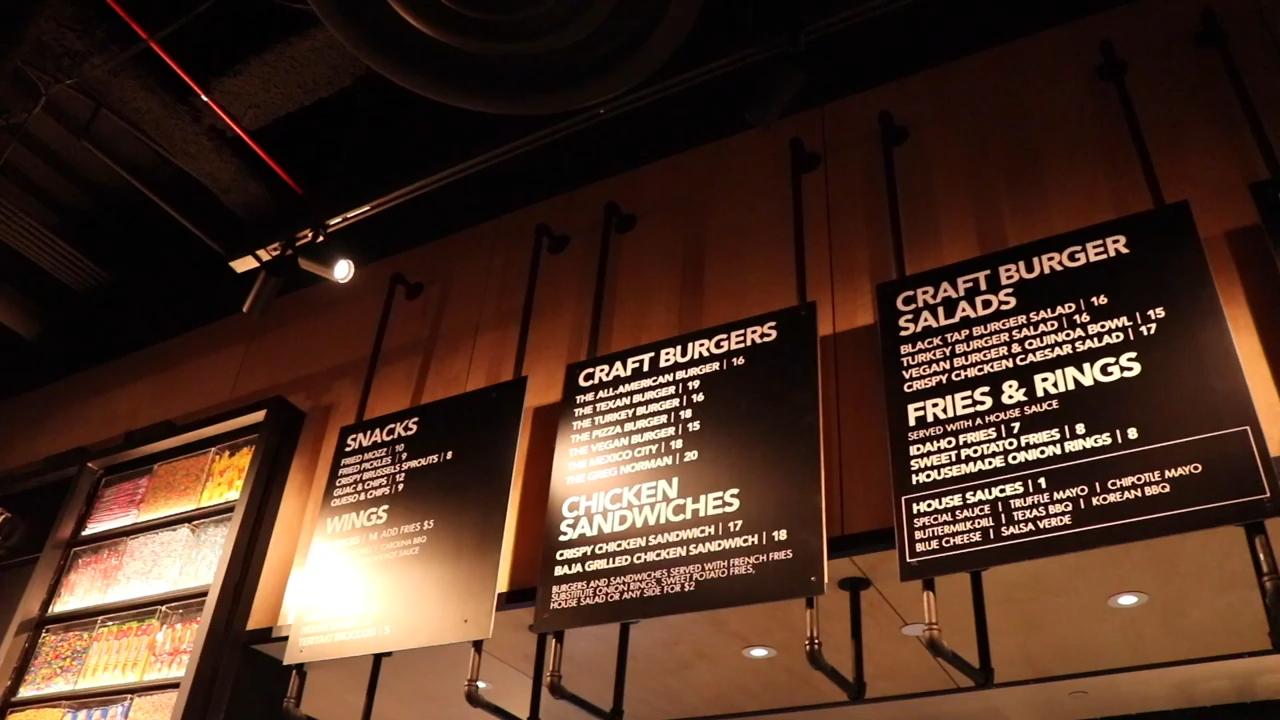 SNACKS
FRIED MOZZ | 10
FRIED PICKLES | 9
CRISPY BRUSSELS SPROUTS | 8
GUAC & CHIPS | 12
QUESO & CHIPS | 9
WINGS
| 14 ADD FRIES $5
CAROLINA BBQ
SAUCE
TERIYAKI BROCCOLI | 5
CRAFT BURGERS
THE ALL-AMERICAN BURGER | 16
THE TEXAN BURGER | 19
THE TURKEY BURGER | 16
THE PIZZA BURGER | 18
THE VEGAN BURGER | 15
THE MEXICO CITY | 18
THE GREG NORMAN | 20
CHICKEN
SANDWICHES
CRISPY CHICKEN SANDWICH | 17
BAJA GRILLED CHICKEN SANDWICH | 18
BURGERS AND SANDWICHES SERVED WITH FRENCH FRIES
SUBSTITUTE ONION RINGS, SWEET POTATO FRIES,
HOUSE SALAD OR ANY SIDE FOR $2
CRAFT BURGER
SALADS
BLACK TAP BURGER SALAD | 16
TURKEY BURGER SALAD | 16
VEGAN BURGER & QUINOA BOWL | 15
CRISPY CHICKEN CAESAR SALAD | 17
FRIES & RINGS
SERVED WITH A HOUSE SAUCE
IDAHO FRIES | 7
SWEET POTATO FRIES | 8
HOUSEMADE ONION RINGS | 8
HOUSE SAUCES | 1
SPECIAL SAUCE | TRUFFLE MAYO | CHIPOTLE MAYO
BUTTERMILK-DILL | TEXAS BBQ | KOREAN BBQ
BLUE CHEESE | SALSA VERDE